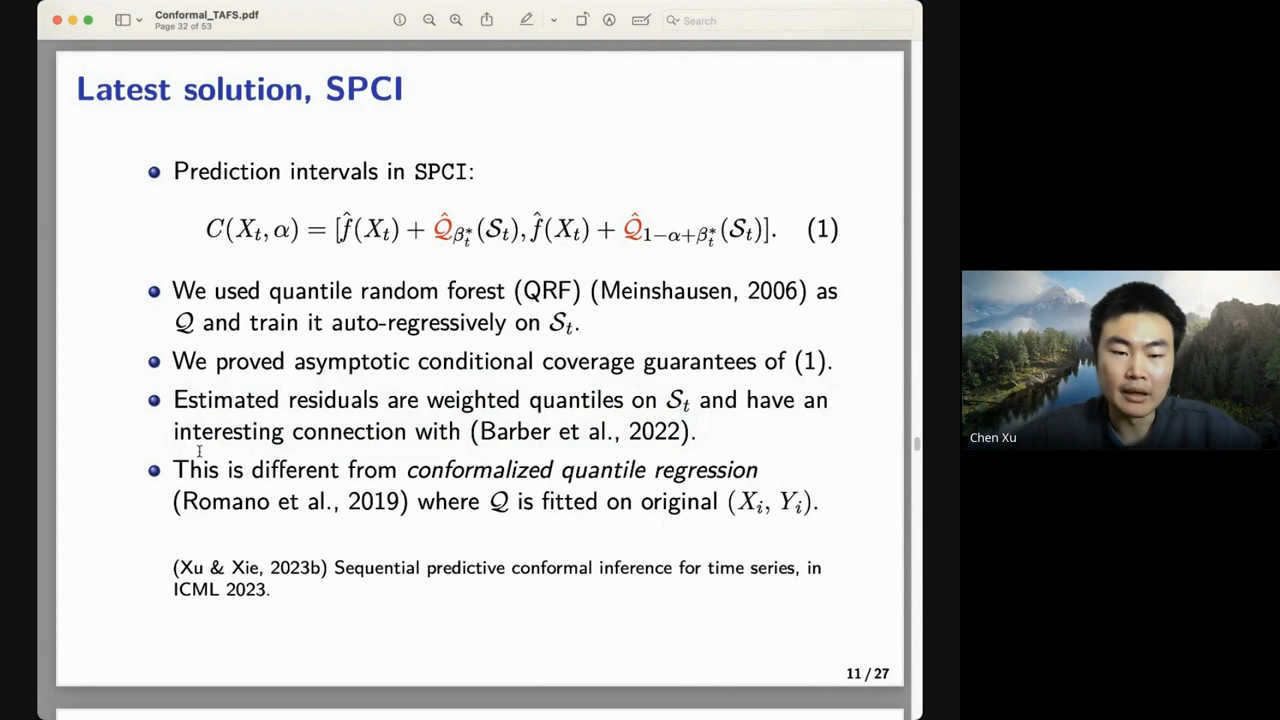 Conformal_TAFS.pdf
Page 32 of 53
Search
Latest solution, SPCI
Prediction intervals in SPCI:
C(X_t, α) = [f̂(X_t) + Q̂_{β_t^*}(S_t), f̂(X_t) + Q̂_{1−α+β_t^*}(S_t)]. (1)
We used quantile random forest (QRF) (Meinshausen, 2006) as
Q and train it auto-regressively on S_t.
We proved asymptotic conditional coverage guarantees of (1).
Estimated residuals are weighted quantiles on S_t and have an
interesting connection with (Barber et al., 2022).
This is different from conformalized quantile regression
(Romano et al., 2019) where Q is fitted on original (X_i, Y_i).
(Xu & Xie, 2023b) Sequential predictive conformal inference for time series, in
ICML 2023.
11 / 27
Chen Xu